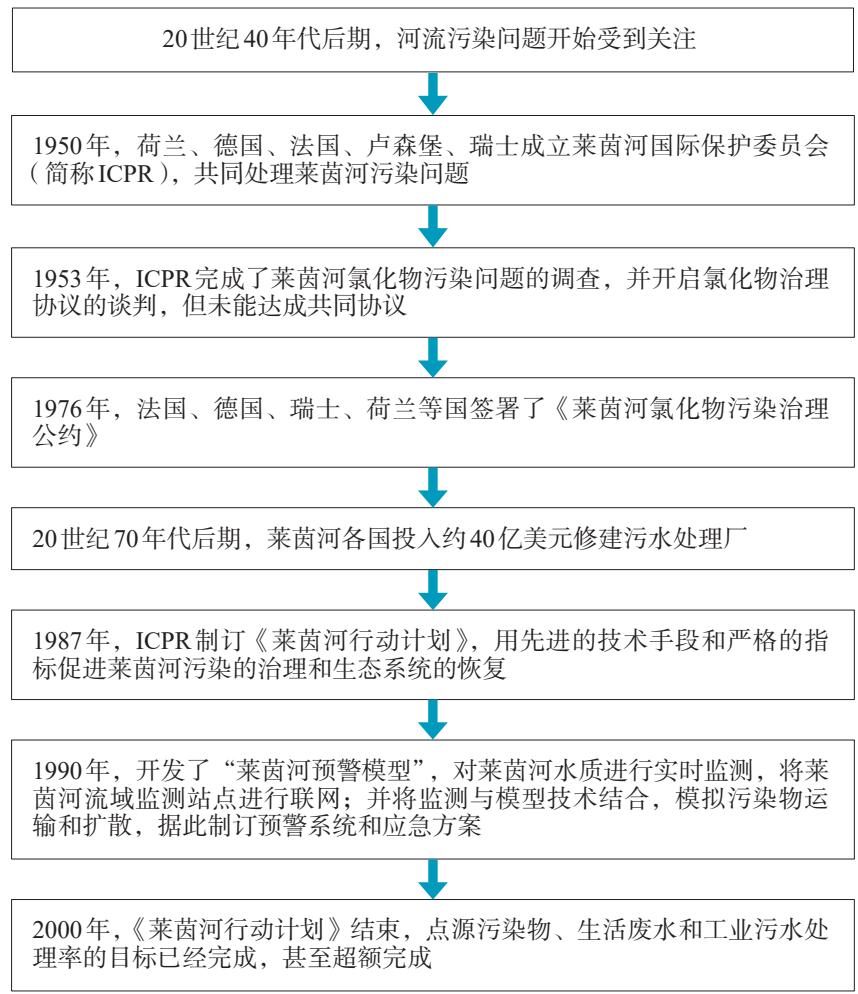 20世纪40年代后期，河流污染问题开始受到关注
1950年，荷兰、德国、法国、卢森堡、瑞士成立莱茵河国际保护委员会
（简称ICPR），共同处理莱茵河污染问题
1953年，ICPR完成了莱茵河氯化物污染问题的调查，并开启氯化物治理
协议的谈判，但未能达成共同协议
1976年，法国、德国、瑞士、荷兰等国签署了《莱茵河氯化物污染治理
公约》
20世纪70年代后期，莱茵河各国投入约40亿美元修建污水处理厂
1987年，ICPR制订《莱茵河行动计划》，用先进的技术手段和严格的指
标促进莱茵河污染的治理和生态系统的恢复
1990年，开发了“莱茵河预警模型”，对莱茵河水质进行实时监测，将莱
茵河流域监测站点进行联网；并将监测与模型技术结合，模拟污染物运
输和扩散，据此制订预警系统和应急方案
2000年，《莱茵河行动计划》结束，点源污染物、生活废水和工业污水处
理率的目标已经完成，甚至超额完成